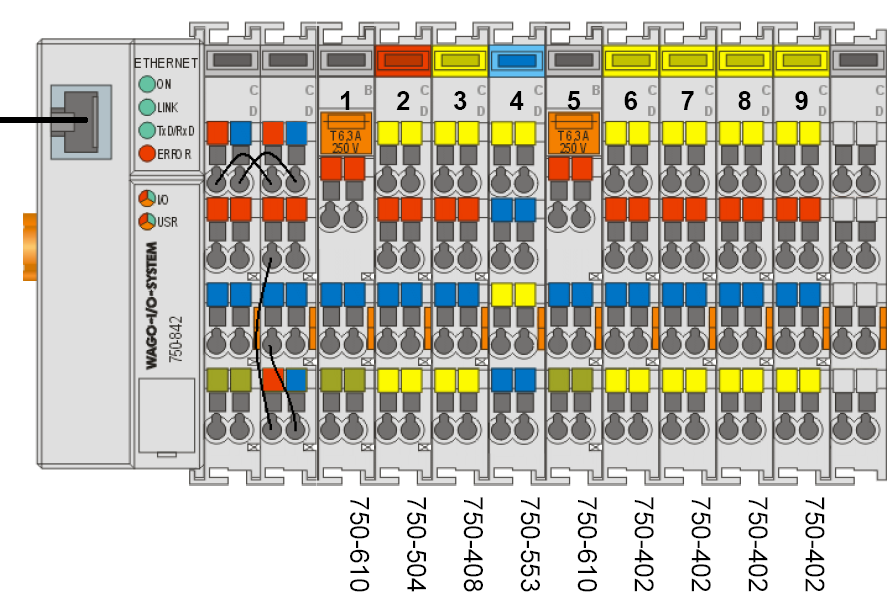 ETHERNET
ON
LINK
TxD/RxD
ERROR
I/O
USR
WAGO-I/O-SYSTEM
750-842
C
D
C
D
B
C
D
C
D
C
D
B
C
D
C
D
C
D
C
D
C
D
1
2
3
4
5
6
7
8
9
T6,3A
250 V
T6,3A
250 V
750-610
750-504
750-408
750-553
750-610
750-402
750-402
750-402
750-402